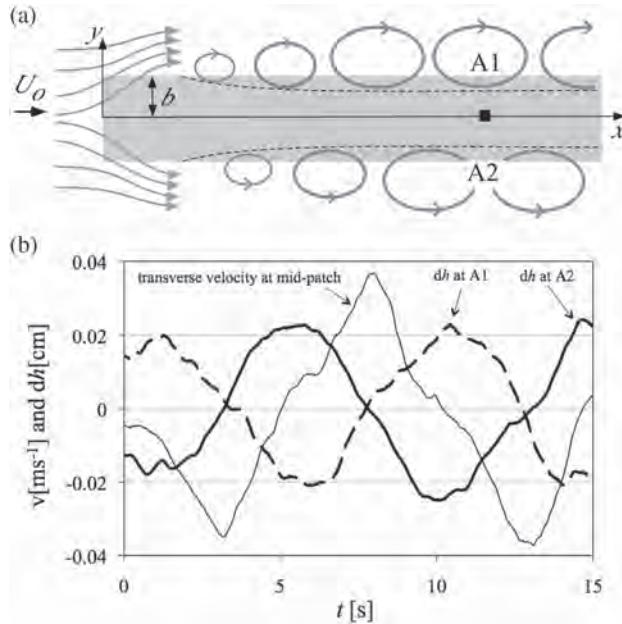 (a)
y
A1
U₀
b
x
A2
(b)
0.04
transverse velocity at mid-patch
dh at A1
dh at A2
0.02
0
-0.02
-0.04
v[ms⁻¹] and dh[cm]
0
5
10
15
t [s]